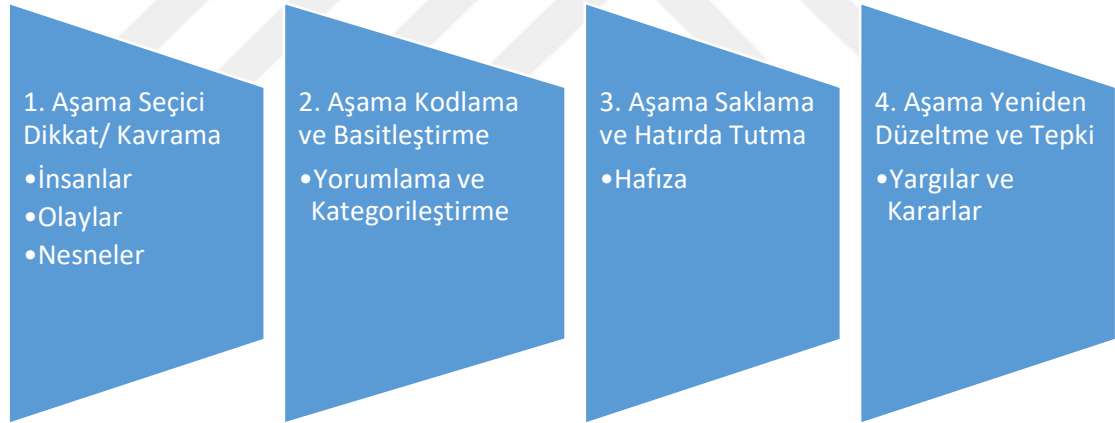 1. Aşama Seçici
Dikkat/ Kavrama
•İnsanlar
•Olaylar
•Nesneler
2. Aşama Kodlama
ve Basitleştirme
•Yorumlama ve
Kategorileştirme
3. Aşama Saklama
ve Hatırda Tutma
•Hafıza
4. Aşama Yeniden
Düzeltme ve Tepki
•Yargılar ve
Kararlar